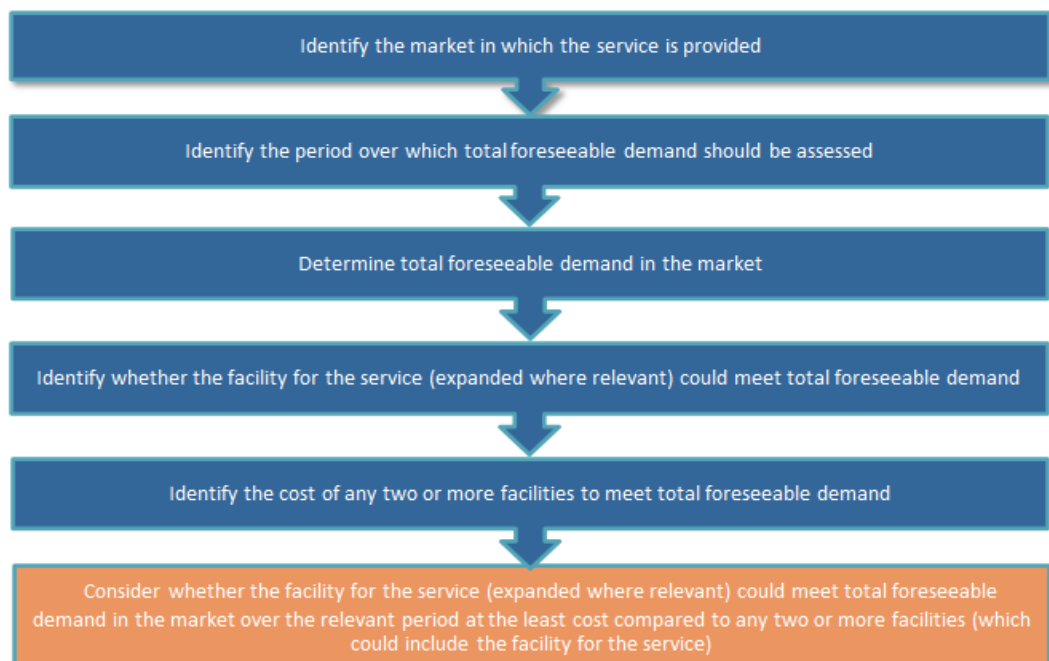 Identify the market in which the service is provided
Identify the period over which total foreseeable demand should be assessed
Determine total foreseeable demand in the market
Identify whether the facility for the service (expanded where relevant) could meet total foreseeable demand
Identify the cost of any two or more facilities to meet total foreseeable demand
Consider whether the facility for the service (expanded where relevant) could meet total foreseeable
demand in the market over the relevant period at the least cost compared to any two or more facilities (which
could include the facility for the service)